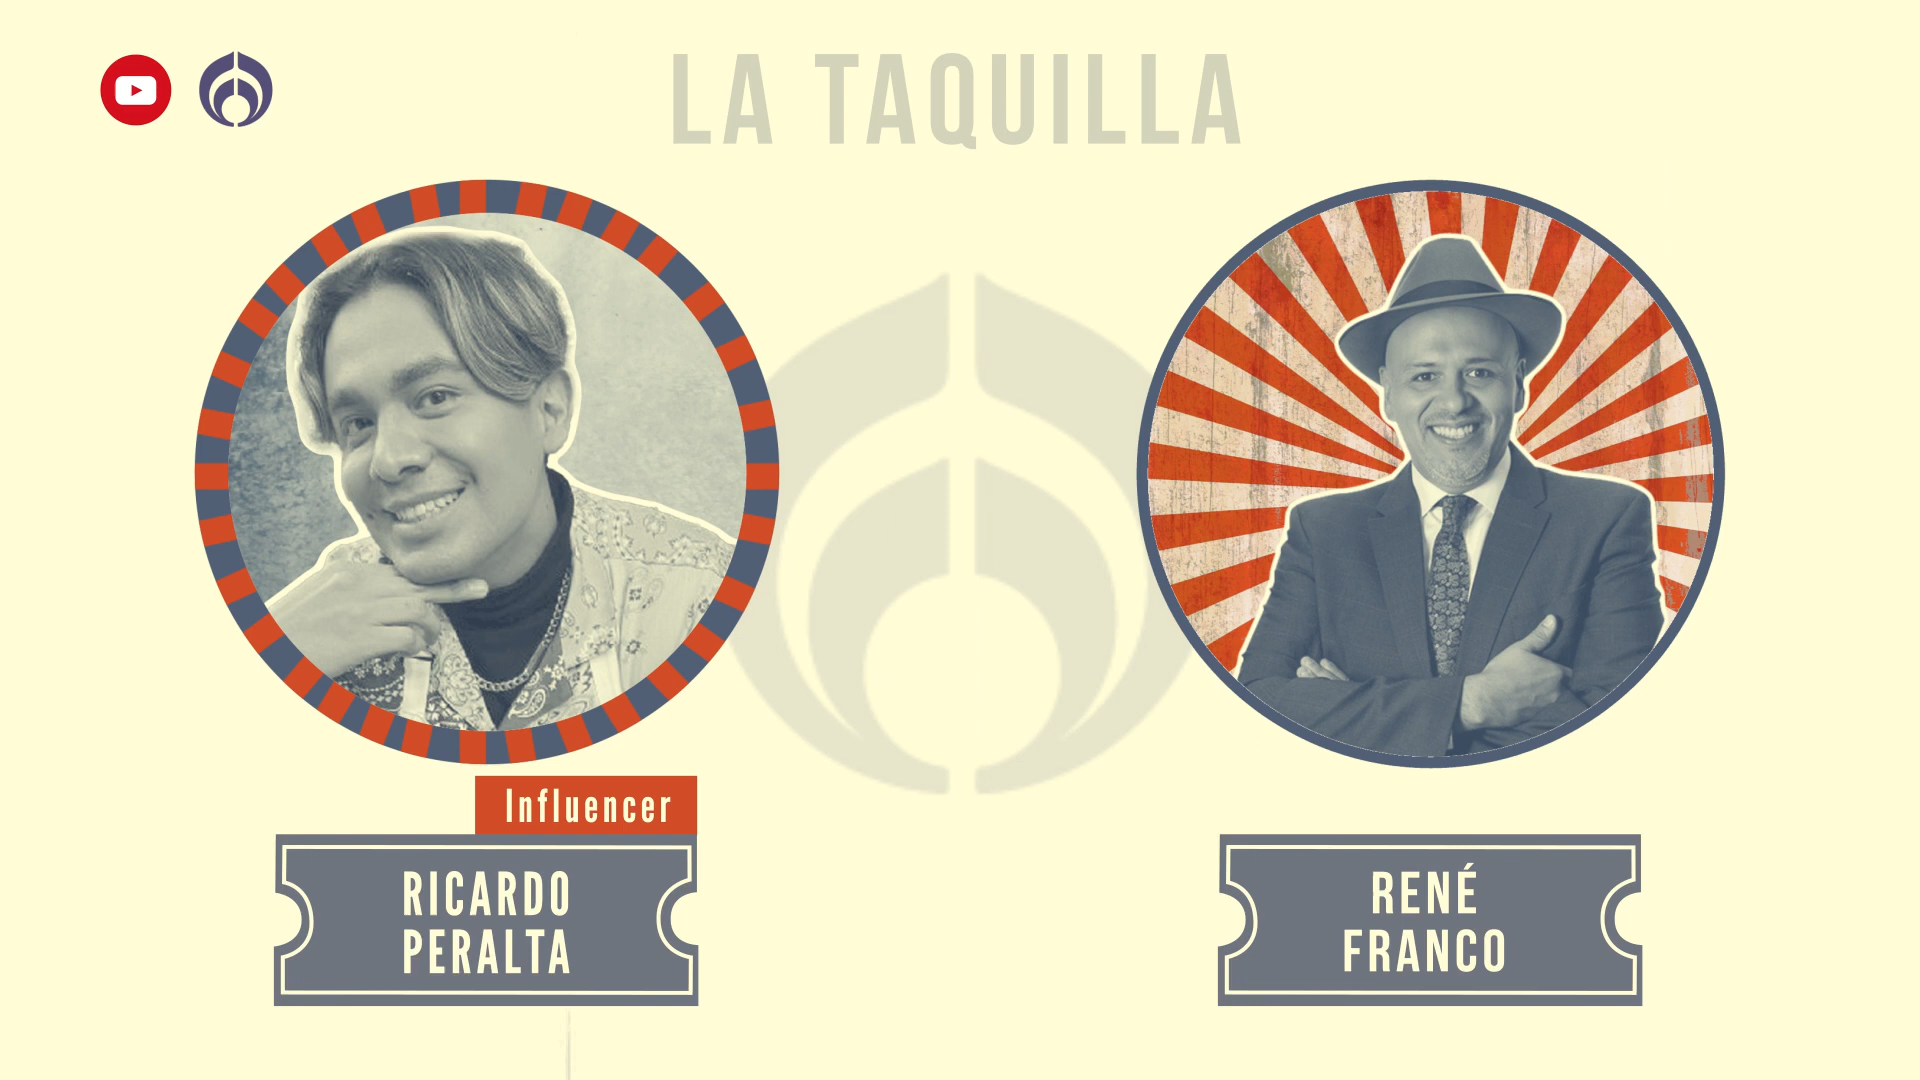 LA TAQUILLA
Influencer
RICARDO
PERALTA
RENÉ
FRANCO